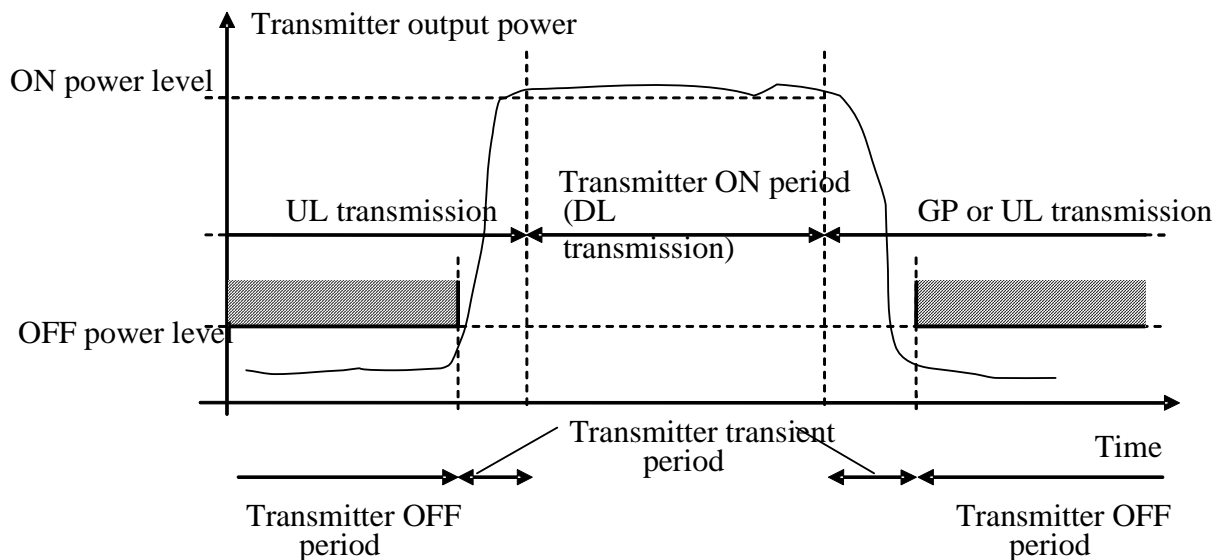 Transmitter output power
ON power level
Transmitter ON period
(DL
transmission)
UL transmission
GP or UL transmission
OFF power level
Transmitter transient
period
Time
Transmitter OFF
period
Transmitter OFF
period